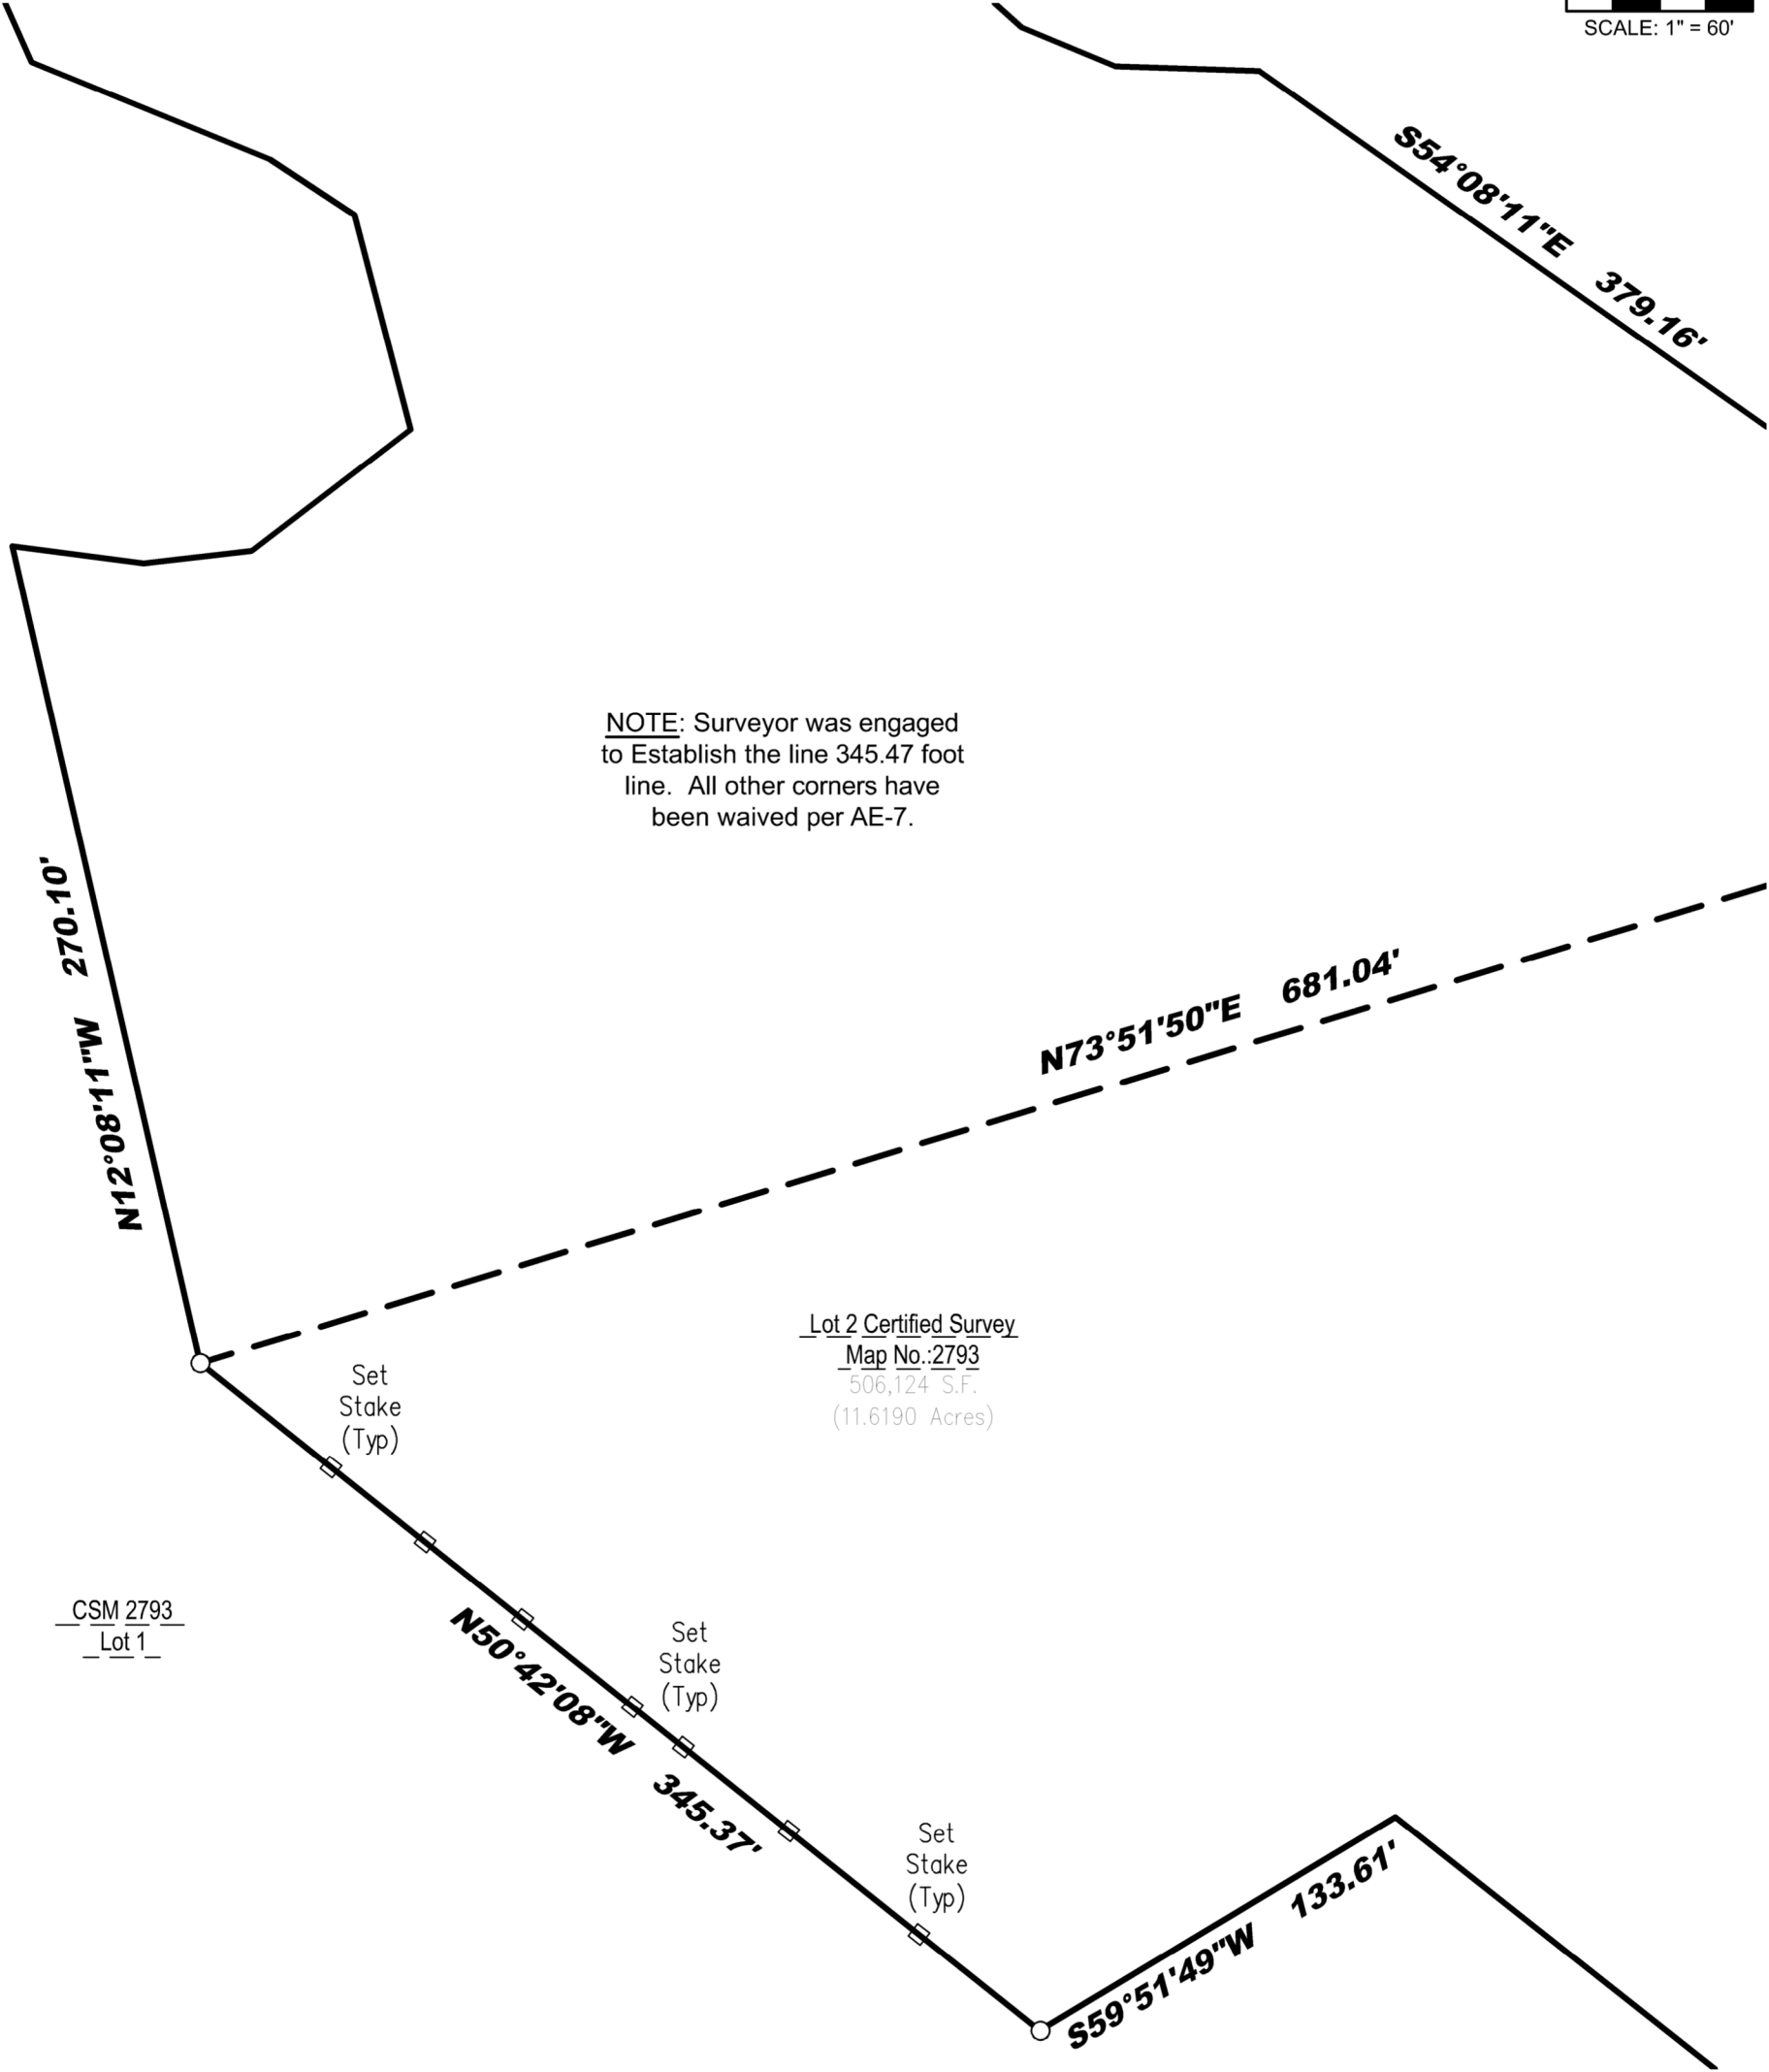 SCALE: 1" = 60'
S54°08'11"E 379.16'
NOTE: Surveyor was engaged
to Establish the line 345.47 foot
line. All other corners have
been waived per AE-7.
N12°08'11"W 270.10'
N73°51'50"E 681.04'
Lot 2 Certified Survey
Map No.:2793
506,124 S.F.
(11.6190 Acres)
Set
Stake
(Typ)
CSM 2793
Lot 1
Set
Stake
(Typ)
N50°42'08"W 345.37'
Set
Stake
(Typ)
S59°51'49"W 133.61'